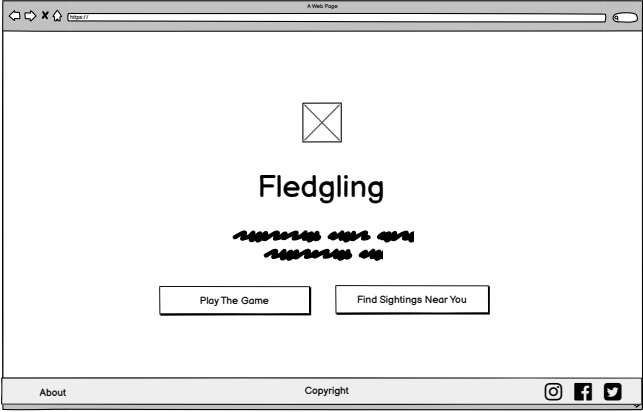 A Web Page
https://
Fledgling
Play The Game
Find Sightings Near You
About
Copyright